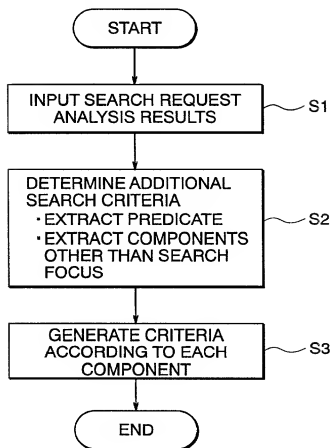 START
INPUT SEARCH REQUEST
ANALYSIS RESULTS
S1
DETERMINE ADDITIONAL
SEARCH CRITERIA
・EXTRACT PREDICATE
・EXTRACT COMPONENTS
OTHER THAN SEARCH
FOCUS
S2
GENERATE CRITERIA
ACCORDING TO EACH
COMPONENT
S3
END